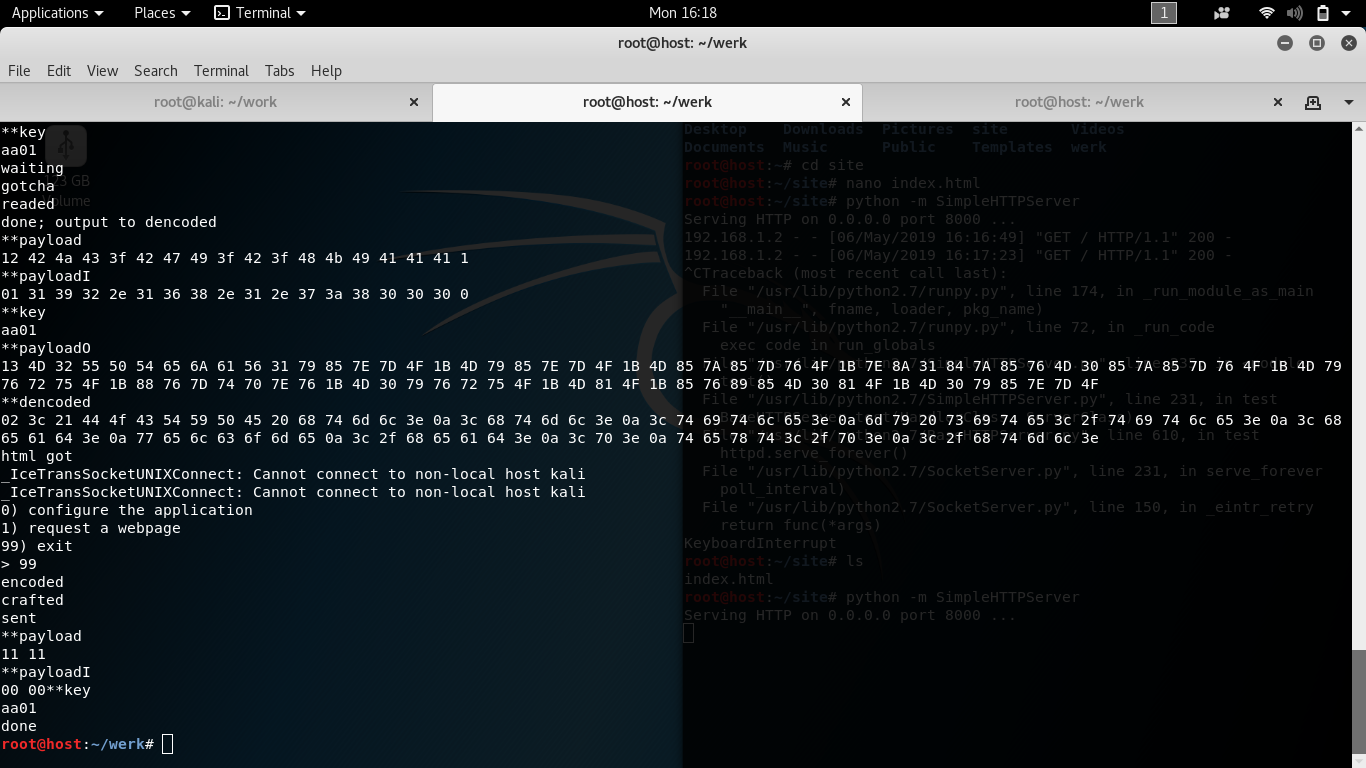 Applications Places Terminal Mon 16:18 1
root@host: ~/werk
File Edit View Search Terminal Tabs Help
root@kali: ~/work root@host: ~/werk root@host: ~/werk
**key
aa01
waiting
gotcha
readed
done; output to dencoded
**payload
12 42 4a 43 3f 42 47 49 3f 42 3f 48 4b 49 41 41 41 1
**payloadI
01 31 39 32 2e 31 36 38 2e 31 2e 37 3a 38 30 30 30 0
**key
aa01
**payloadO
13 4D 32 55 50 54 65 6A 61 56 31 79 85 7E 7D 4F 1B 4D 79 85 7E 7D 4F 1B 4D 85 7A 85 7D 76 4F 1B 7E 8A 31 84 7A 85 76 4D 30 85 7A 85 7D 76 4F 1B 4D 79
76 72 75 4F 1B 88 76 7D 74 70 7E 76 1B 4D 30 79 76 72 75 4F 1B 4D 81 4F 1B 85 76 89 85 4D 30 81 4F 1B 4D 30 79 85 7E 7D 4F
**dencoded
02 3c 21 44 4f 43 54 59 50 45 20 68 74 6d 6c 3e 0a 3c 68 74 6d 6c 3e 0a 3c 74 69 74 6c 65 3e 0a 6d 79 20 73 69 74 65 3c 2f 74 69 74 6c 65 3e 0a 3c 68
65 61 64 3e 0a 77 65 6c 63 6f 6d 65 0a 3c 2f 68 65 61 64 3e 0a 3c 70 3e 0a 74 65 78 74 3c 2f 70 3e 0a 3c 2f 68 74 6d 6c 3e
html got
_IceTransSocketUNIXConnect: Cannot connect to non-local host kali
_IceTransSocketUNIXConnect: Cannot connect to non-local host kali
0) configure the application
1) request a webpage
99) exit
> 99
encoded
crafted
sent
**payload
11 11
**payloadI
00 00**key
aa01
done
root@host:~/werk#
Desktop Downloads Pictures site Videos
Documents Music Public Templates werk
root@host:~# cd site
root@host:~/site# nano index.html
root@host:~/site# python -m SimpleHTTPServer
Serving HTTP on 0.0.0.0 port 8000 ...
192.168.1.2 - - [06/May/2019 16:16:49] "GET / HTTP/1.1" 200 -
192.168.1.2 - - [06/May/2019 16:17:23] "GET / HTTP/1.1" 200 -
^CTraceback (most recent call last):
File "/usr/lib/python2.7/runpy.py", line 174, in _run_module_as_main
"__main__", fname, loader, pkg_name)
File "/usr/lib/python2.7/runpy.py", line 72, in _run_code
exec code in run_globals
File "/usr/lib/python2.7/SimpleHTTPServer.py", line 231, in test
line 610, in test
httpd.serve_forever()
File "/usr/lib/python2.7/SocketServer.py", line 231, in serve_forever
poll_interval)
File "/usr/lib/python2.7/SocketServer.py", line 150, in _eintr_retry
return func(*args)
KeyboardInterrupt
root@host:~/site# ls
index.html
root@host:~/site# python -m SimpleHTTPServer
Serving HTTP on 0.0.0.0 port 8000 ...